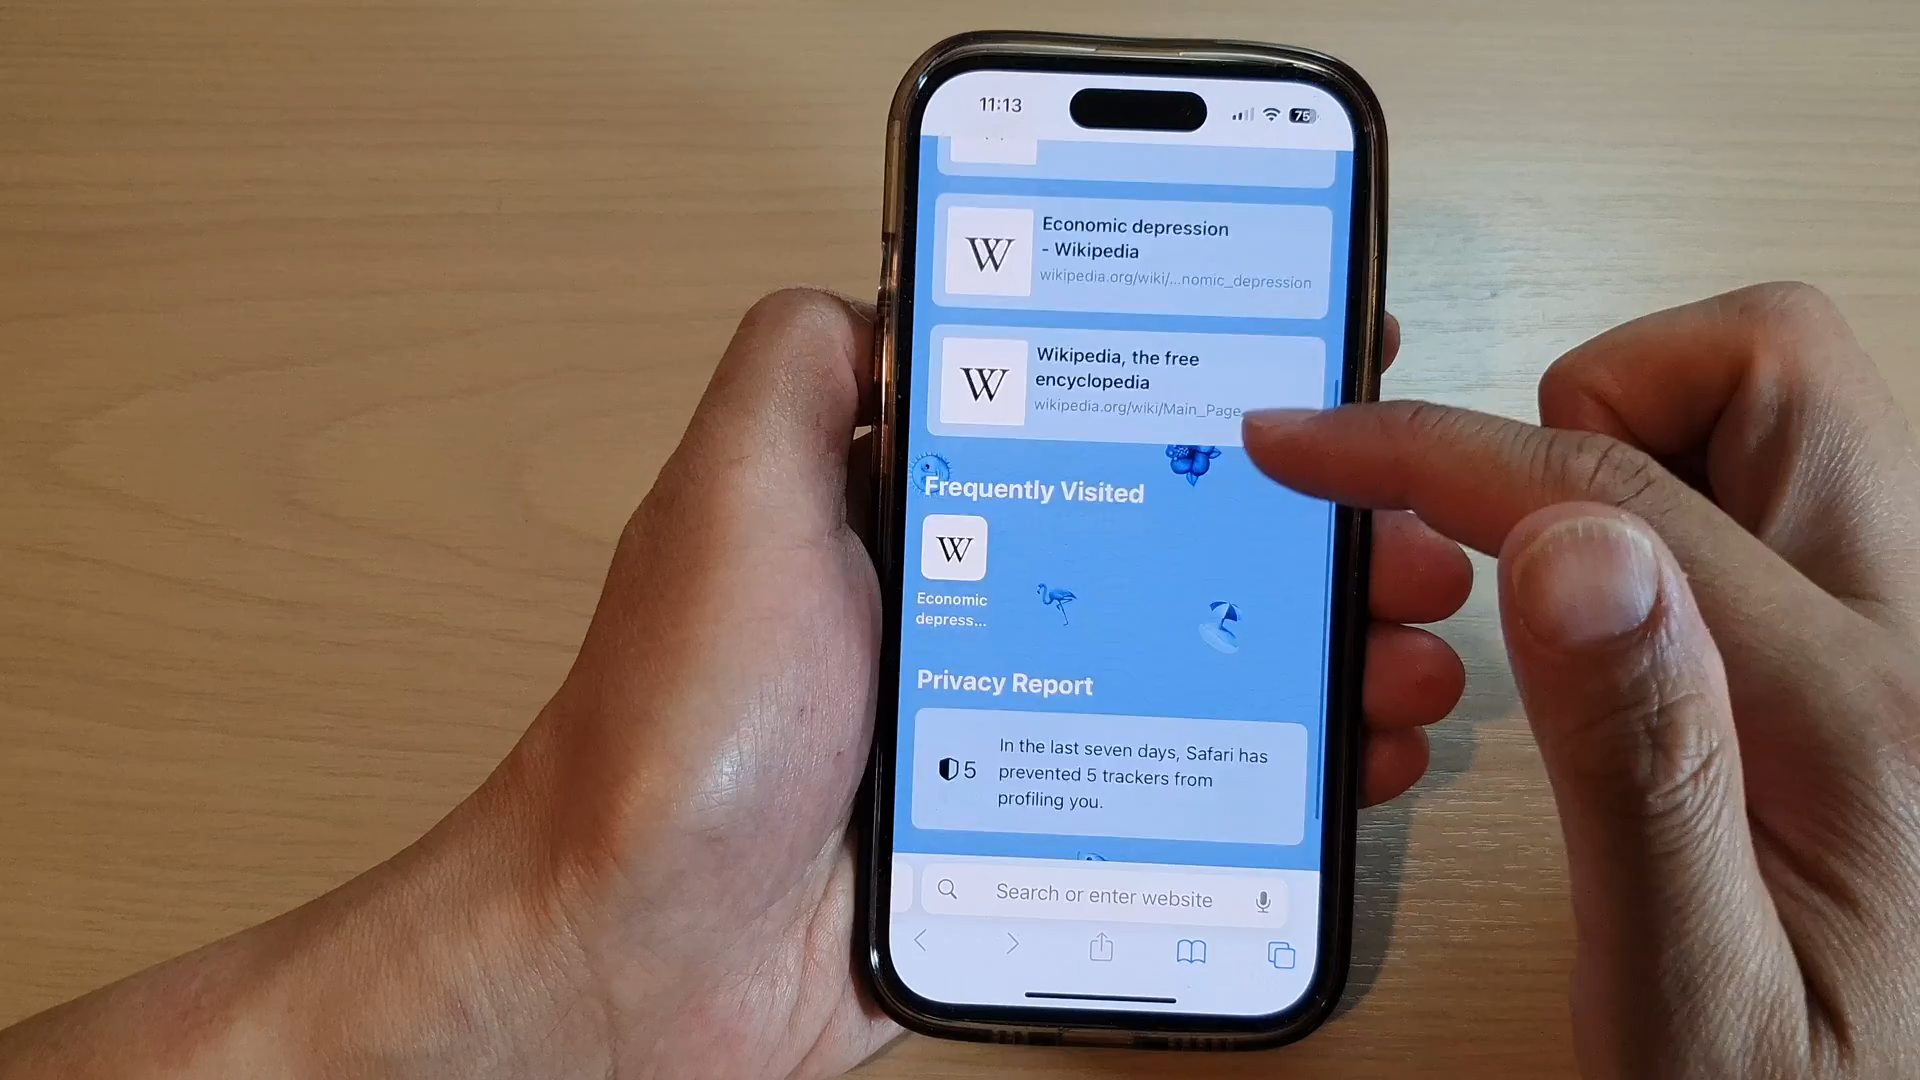 11:13
75
W
Economic depression
- Wikipedia
wikipedia.org/wiki/...nomic_depression
W
Wikipedia, the free
encyclopedia
wikipedia.org/wiki/Main_Page
Frequently Visited
W
Economic
depress...
Privacy Report
5
In the last seven days, Safari has
prevented 5 trackers from
profiling you.
Search or enter website